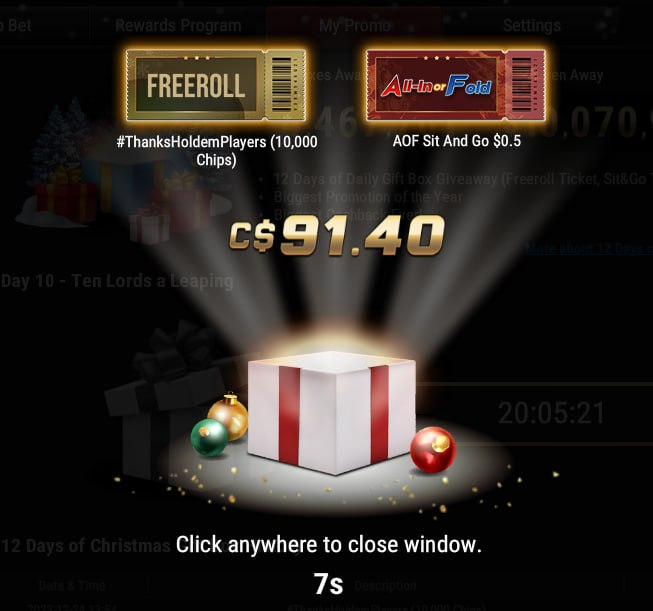 Bet
Rewards Program
My Promo
Settings
FREEROLL
All-In or Fold
#ThanksHoldemPlayers (10,000
Chips)
AOF Sit And Go $0.5
12 Days of Daily Gift Box Giveaway (Freeroll Ticket, Sit&Go
Biggest Promotion of the Year
C$91.40
Day 10 - Ten Lords a Leaping
20:05:21
12 Days of Christmas
Click anywhere to close window.
7s
Date & Time
Description